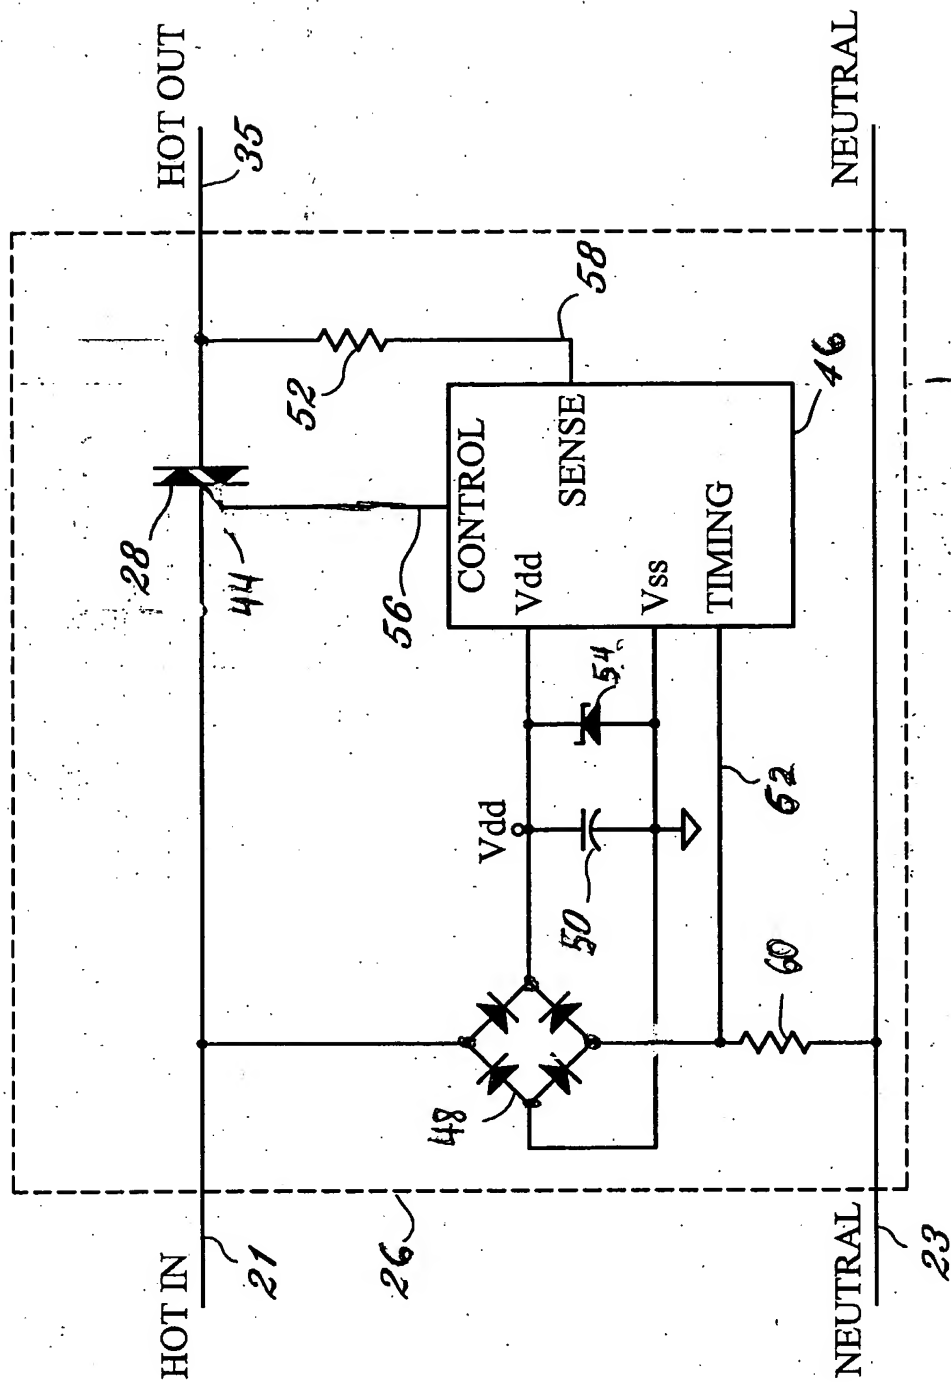 HOT IN
21
26
NEUTRAL
23
48
Vdd
50
54
60
62
28
44
56
CONTROL
Vdd
SENSE
Vss
TIMING
46
52
58
HOT OUT
35
NEUTRAL